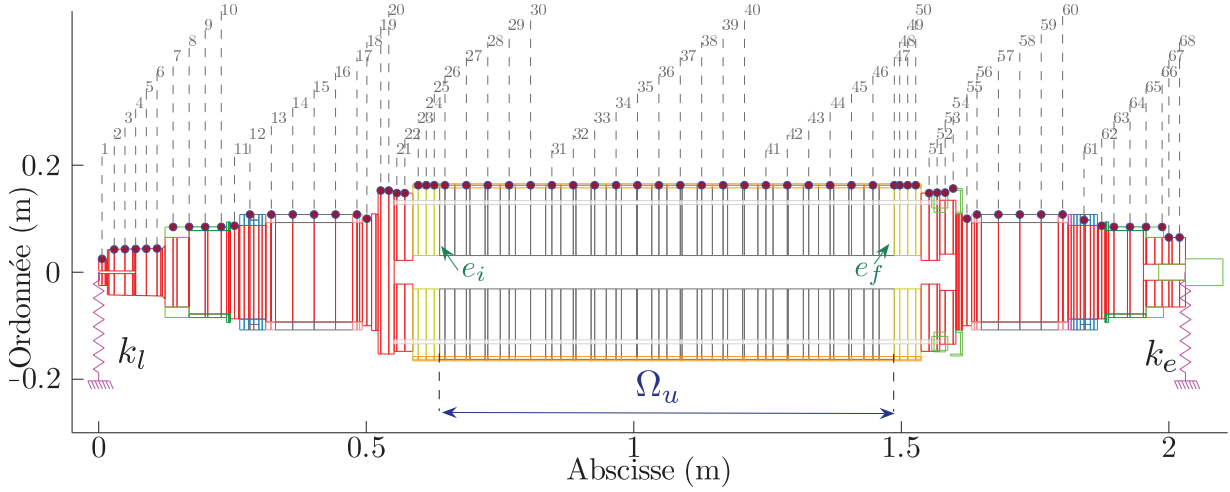 10 20 30 40 50 60
9 19 29 39 49 59 68
8 18 28 38 48 58 67
7 17 27 37 47 57 66
6 16 26 36 46 56
5 15 25 35 45 55 65
4 14 24 34 44 54 64
3 13 23 33 43 53 63
2 12 22 32 42 52 62
1 11 21 31 41 51 61
0.2
0
-0.2
Ordonnée (m)
e_i e_f
k_l k_e
Ω_u
0 0.5 1 1.5 2
Abscisse (m)